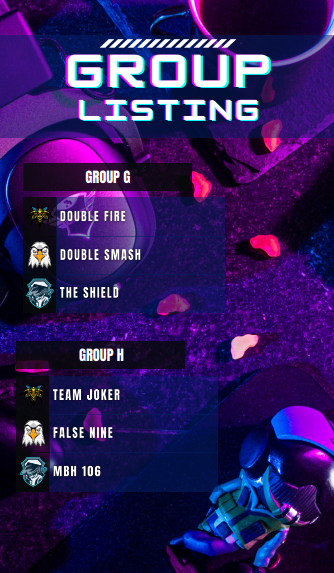 GROUP
LISTING
GROUP G
DOUBLE FIRE
DOUBLE SMASH
THE SHIELD
GROUP H
TEAM JOKER
FALSE NINE
MBH 106